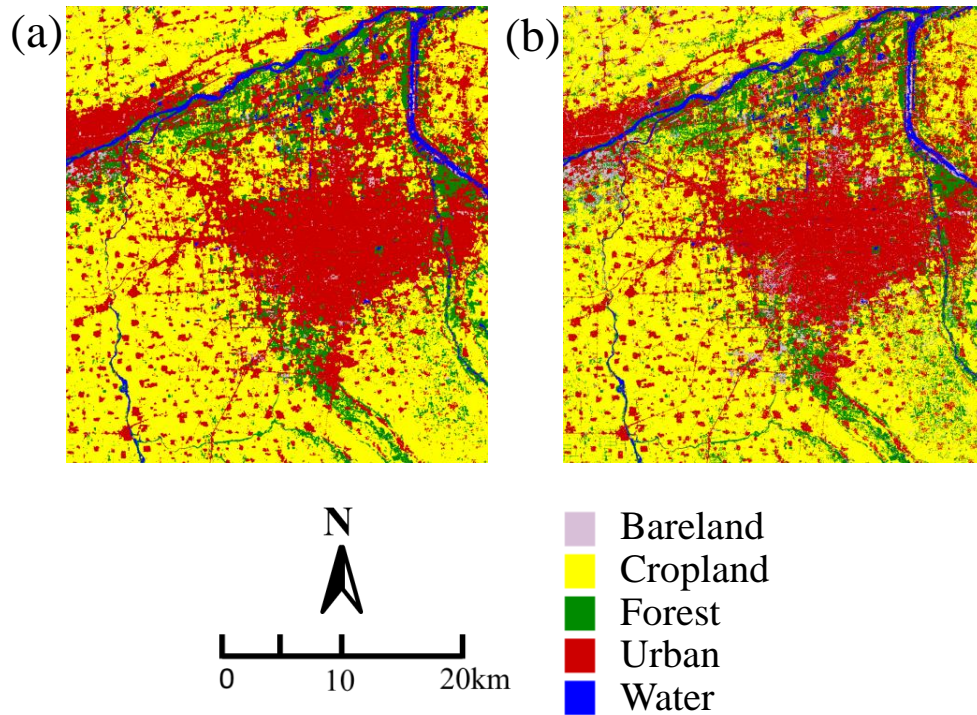 (a)
(b)
N
0 10 20km
Bareland
Cropland
Forest
Urban
Water